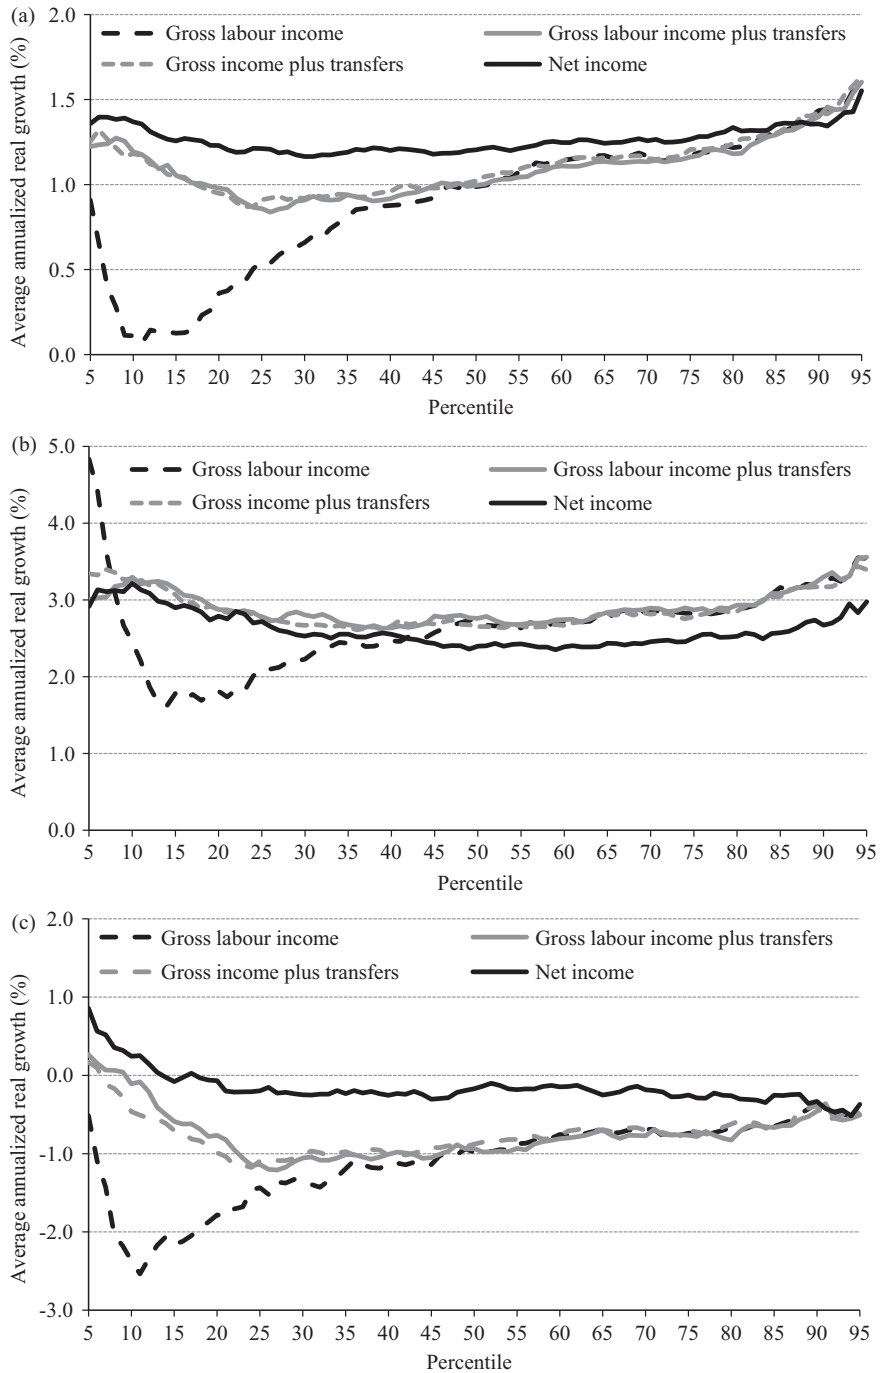 (a)
Average annualized real growth (%)
2.0
1.5
1.0
0.5
0.0
Gross labour income
Gross labour income plus transfers
Gross income plus transfers
Net income
5 10 15 20 25 30 35 40 45 50 55 60 65 70 75 80 85 90 95
Percentile
(b)
Average annualized real growth (%)
5.0
4.0
3.0
2.0
1.0
0.0
Gross labour income
Gross labour income plus transfers
Gross income plus transfers
Net income
5 10 15 20 25 30 35 40 45 50 55 60 65 70 75 80 85 90 95
Percentile
(c)
Average annualized real growth (%)
2.0
1.0
0.0
-1.0
-2.0
-3.0
Gross labour income
Gross labour income plus transfers
Gross income plus transfers
Net income
5 10 15 20 25 30 35 40 45 50 55 60 65 70 75 80 85 90 95
Percentile